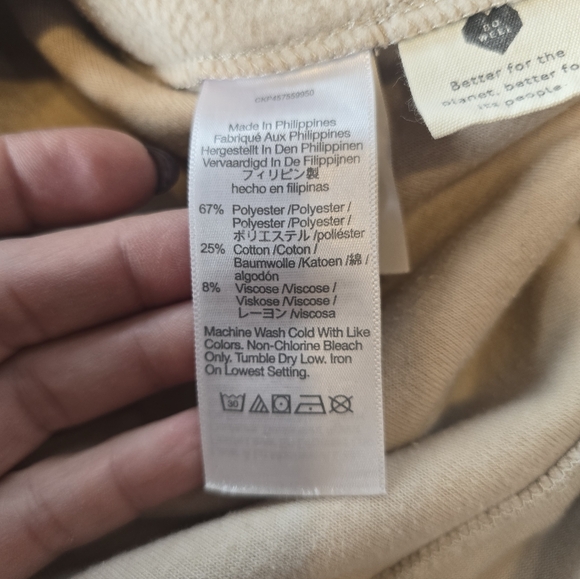 Made In Philippines
Fabriqué Aux Philippines
Hergestellt In Den Philippinen
Vervaardigd In De Filippijnen
フィリピン製
hecho en filipinas
67% Polyester /Polyester /
Polyester /Polyester /
ポリエステル /poliéster
25% Cotton /Coton /
Baumwolle /Katoen /綿 /
algodón
8% Viscose /Viscose /
Viskose /Viscose /
レーヨン /viscosa
Machine Wash Cold With Like
Colors. Non-Chlorine Bleach
Only. Tumble Dry Low. Iron
On Lowest Setting.
30
DO
WELL
Better for the
planet, better fo
its people